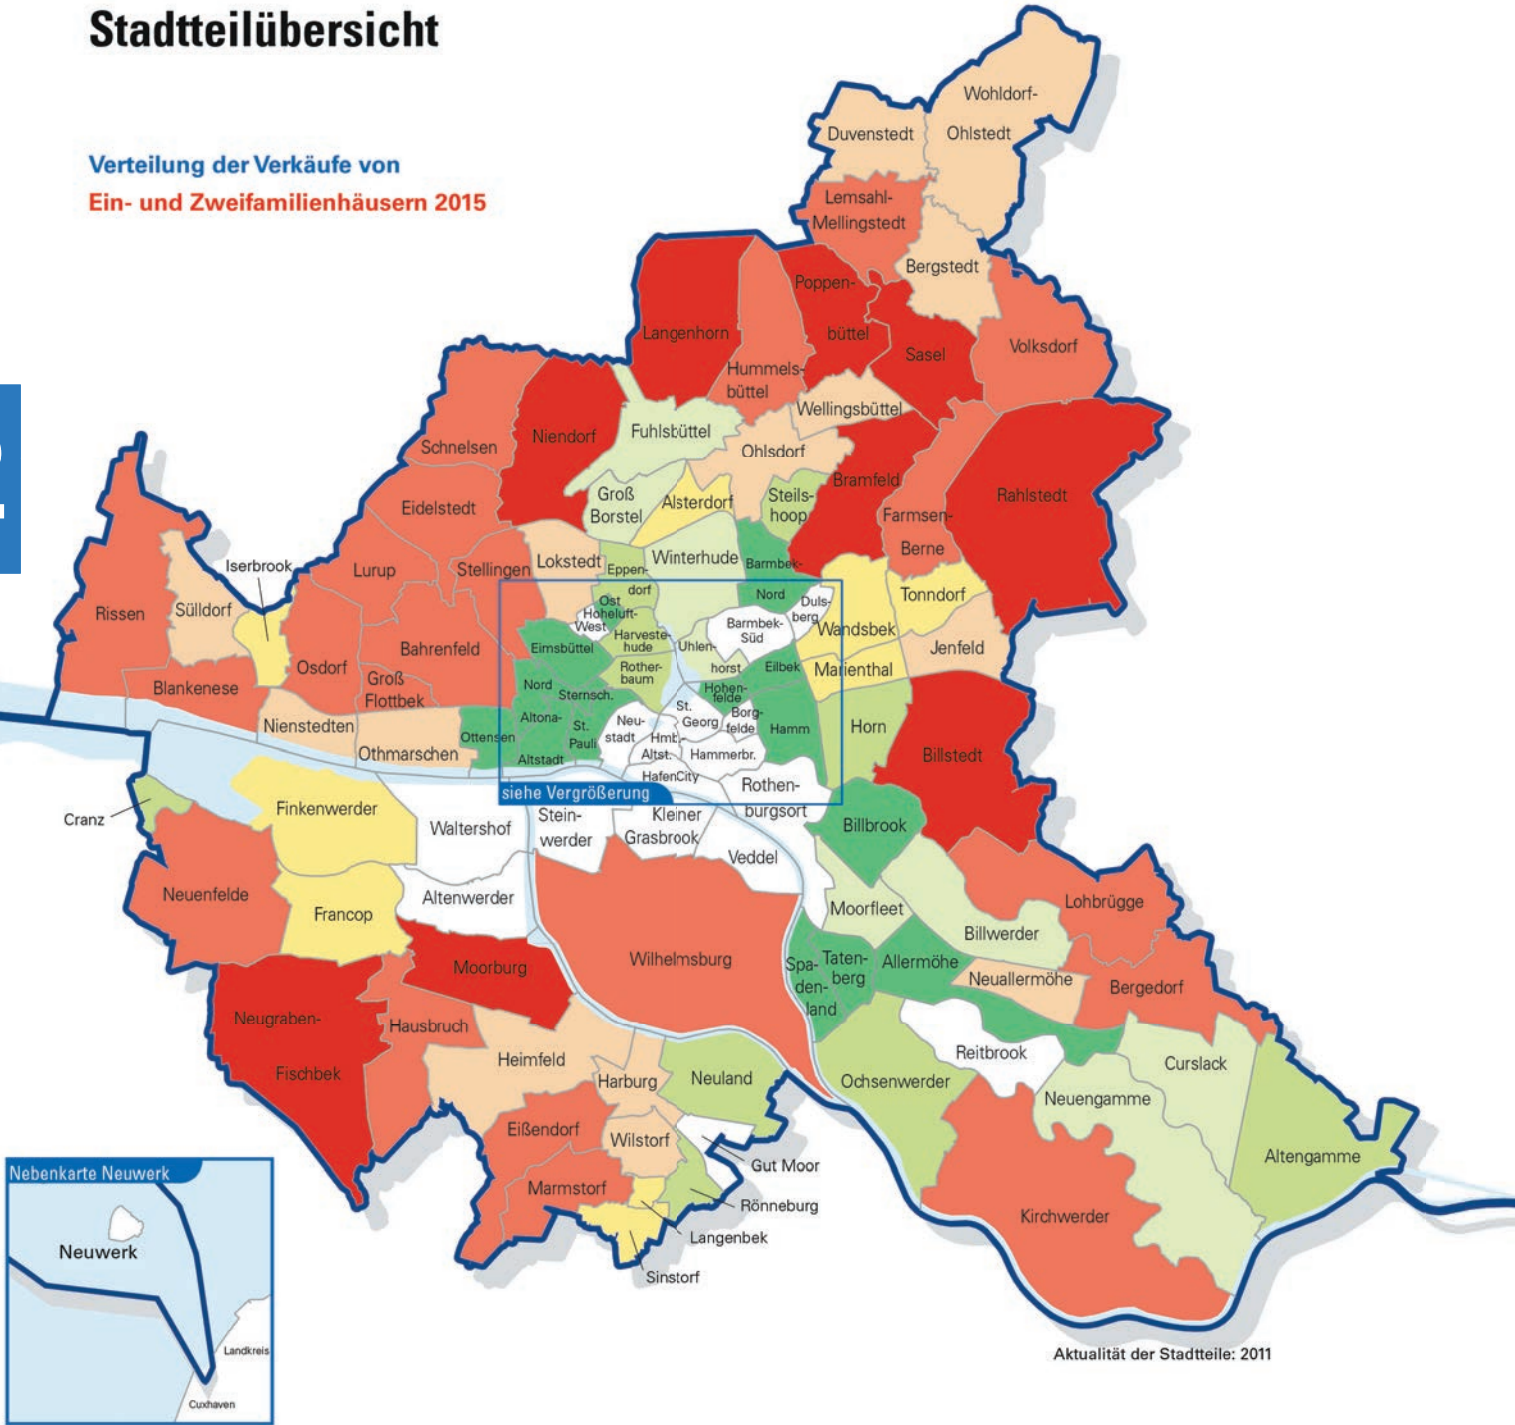 Stadtteilübersicht
Verteilung der Verkäufe von
Ein- und Zweifamilienhäusern 2015
Wohldorf-
Duvenstedt
Ohlstedt
Lemsahl-
Mellingstedt
Bergstedt
Poppen-
büttel
Langenhorn
Sasel
Volksdorf
Hummels-
büttel
Wellingsbüttel
Schnelsen
Niendorf
Fuhlsbüttel
Ohlsdorf
Bramfeld
Rahlstedt
Eidelstedt
Groß
Borstel
Alsterdorf
Steils-
hoop
Farmsen-
Berne
Iserbrook
Lurup
Stellingen
Lokstedt
Eppen-
dorf
Winterhude
Barmbek-
Nord
Rissen
Sülldorf
Ost
Hoheluft-
West
Duls-
berg
Tonndorf
Barmbek-
Süd
Wandsbek
Osdorf
Bahrenfeld
Eimsbüttel
Harveste-
hude
Uhlen-
horst
Jenfeld
Blankenese
Groß
Flottbek
Rother-
baum
Eilbek
Marienthal
Nord
Sternsch.
Hohen-
felde
Nienstedten
Othmarschen
Ottensen
Altona-
Altstadt
St.
Pauli
Neu-
stadt
St.
Georg
Borg-
felde
Hamm
Horn
Billstedt
Hmb.-
Altst.
Hammerbr.
HafenCity
siehe Vergrößerung
Rothen-
burgsort
Cranz
Finkenwerder
Waltershof
Stein-
werder
Kleiner
Grasbrook
Billbrook
Veddel
Neuenfelde
Francop
Altenwerder
Moorfleet
Lohbrügge
Billwerder
Moorburg
Wilhelmsburg
Spa-
den-
land
Taten-
berg
Allermöhe
Neuallermöhe
Bergedorf
Neugraben-
Fischbek
Hausbruch
Heimfeld
Harburg
Neuland
Ochsenwerder
Reitbrook
Curslack
Neuengamme
Eißendorf
Wilstorf
Gut Moor
Altengamme
Marmstorf
Rönneburg
Langenbek
Sinstorf
Kirchwerder
Nebenkarte Neuwerk
Neuwerk
Landkreis
Cuxhaven
Aktualität der Stadtteile: 2011